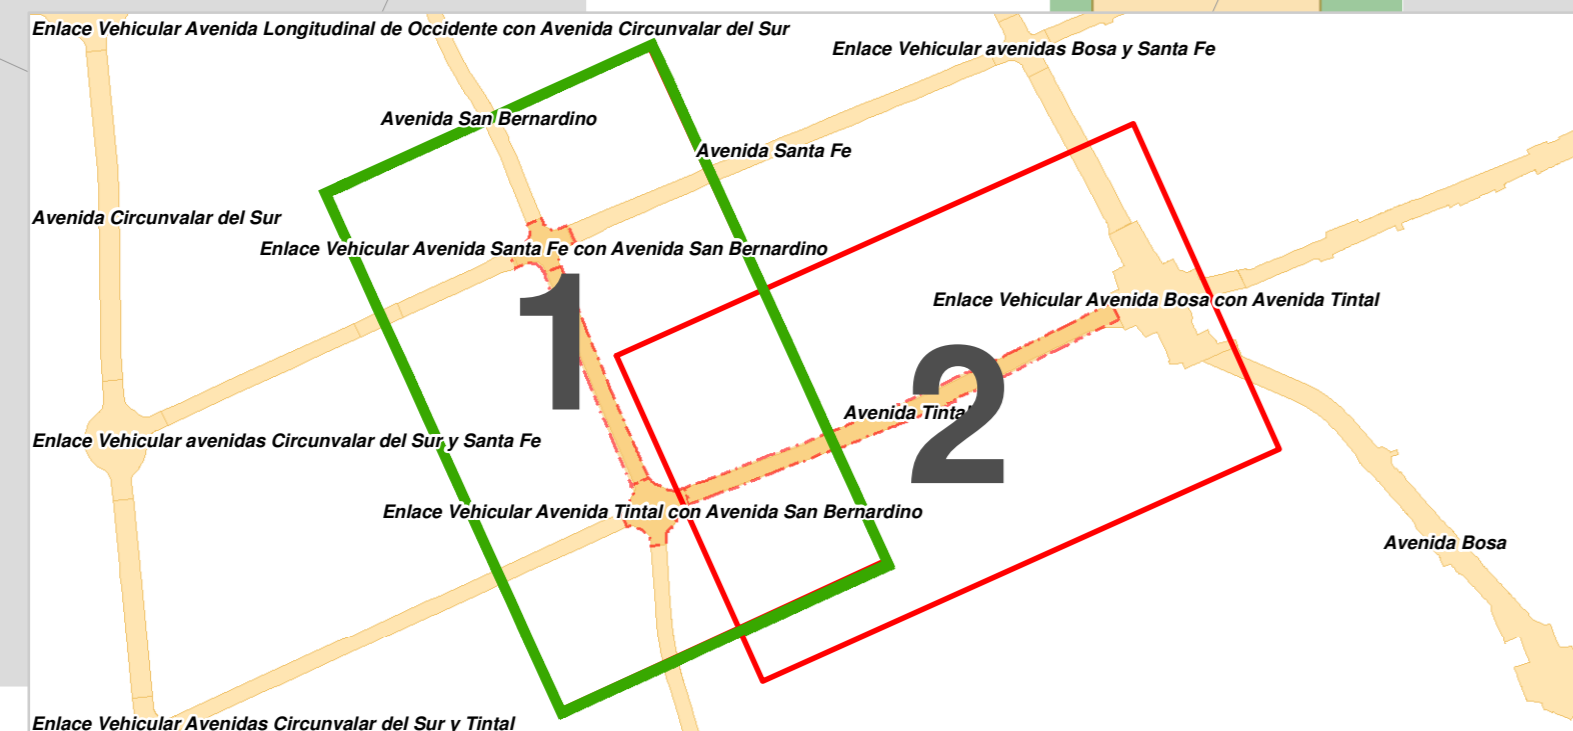 Enlace Vehicular Avenida Longitudinal de Occidente con Avenida Circunvalar del Sur
Enlace Vehicular avenidas Bosa y Santa Fe
Avenida San Bernardino
Avenida Santa Fe
Avenida Circunvalar del Sur
Enlace Vehicular Avenida Santa Fe con Avenida San Bernardino
1
Enlace Vehicular Avenida Bosa con Avenida Tintal
2
Avenida Tintal
Enlace Vehicular avenidas Circunvalar del Sur y Santa Fe
Enlace Vehicular Avenida Tintal con Avenida San Bernardino
Avenida Bosa
Enlace Vehicular Avenidas Circunvalar del Sur y Tintal